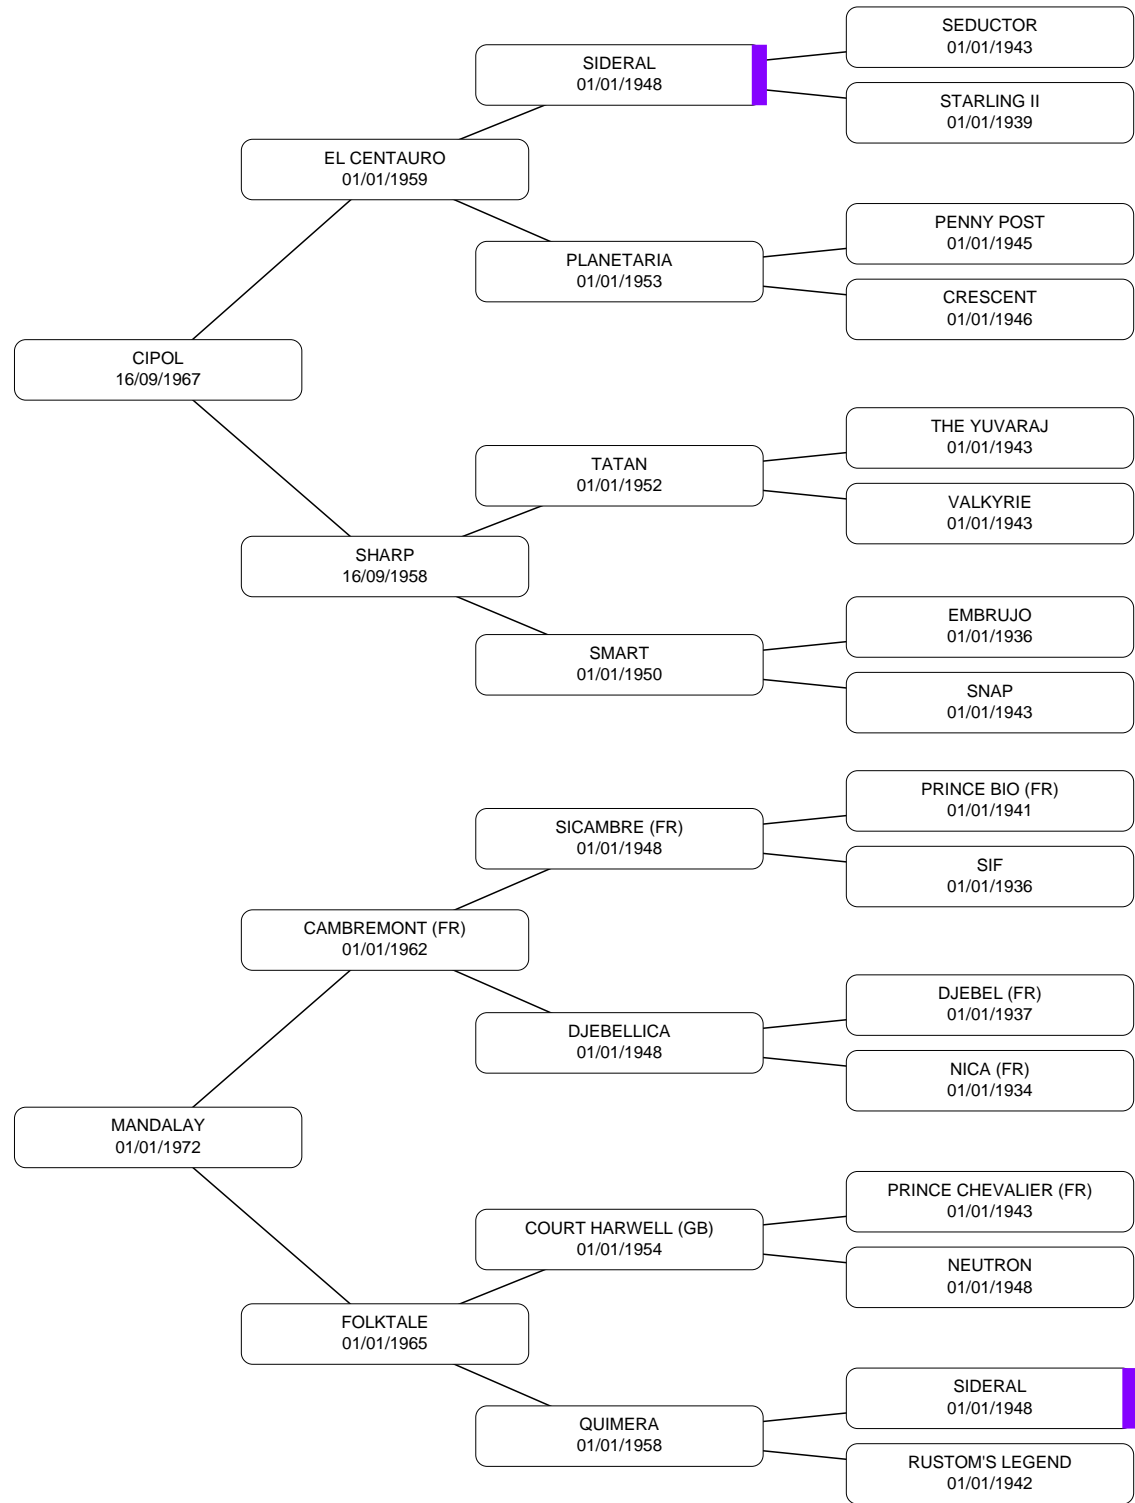 SEDUCTOR
01/01/1943
SIDERAL
01/01/1948
STARLING II
01/01/1939
EL CENTAURO
01/01/1959
PENNY POST
01/01/1945
PLANETARIA
01/01/1953
CRESCENT
01/01/1946
CIPOL
16/09/1967
THE YUVARAJ
01/01/1943
TATAN
01/01/1952
VALKYRIE
01/01/1943
SHARP
16/09/1958
EMBRUJO
01/01/1936
SMART
01/01/1950
SNAP
01/01/1943
PRINCE BIO (FR)
01/01/1941
SICAMBRE (FR)
01/01/1948
SIF
01/01/1936
CAMBREMONT (FR)
01/01/1962
DJEBEL (FR)
01/01/1937
DJEBELLICA
01/01/1948
NICA (FR)
01/01/1934
MANDALAY
01/01/1972
PRINCE CHEVALIER (FR)
01/01/1943
COURT HARWELL (GB)
01/01/1954
NEUTRON
01/01/1948
FOLKTALE
01/01/1965
SIDERAL
01/01/1948
QUIMERA
01/01/1958
RUSTOM'S LEGEND
01/01/1942